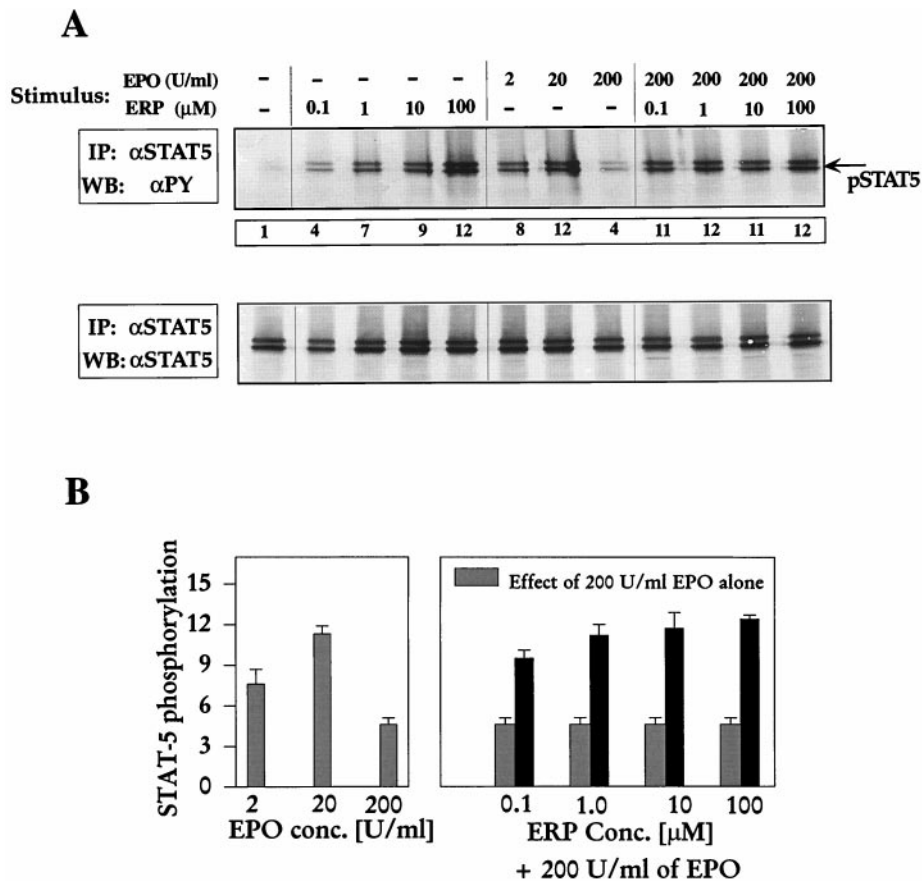 A
EPO (U/ml) – – – – – 2 20 200 200 200 200 200
Stimulus:
ERP (µM) – 0.1 1 10 100 – – – 0.1 1 10 100
IP: αSTAT5
WB: αPY
pSTAT5
1 4 7 9 12 8 12 4 11 12 11 12
IP: αSTAT5
WB: αSTAT5
B
STAT-5 phosphorylation
15
12
9
6
3
0
2 20 200
EPO conc. [U/ml]
Effect of 200 U/ml EPO alone
0.1 1.0 10 100
ERP Conc. [µM]
+ 200 U/ml of EPO